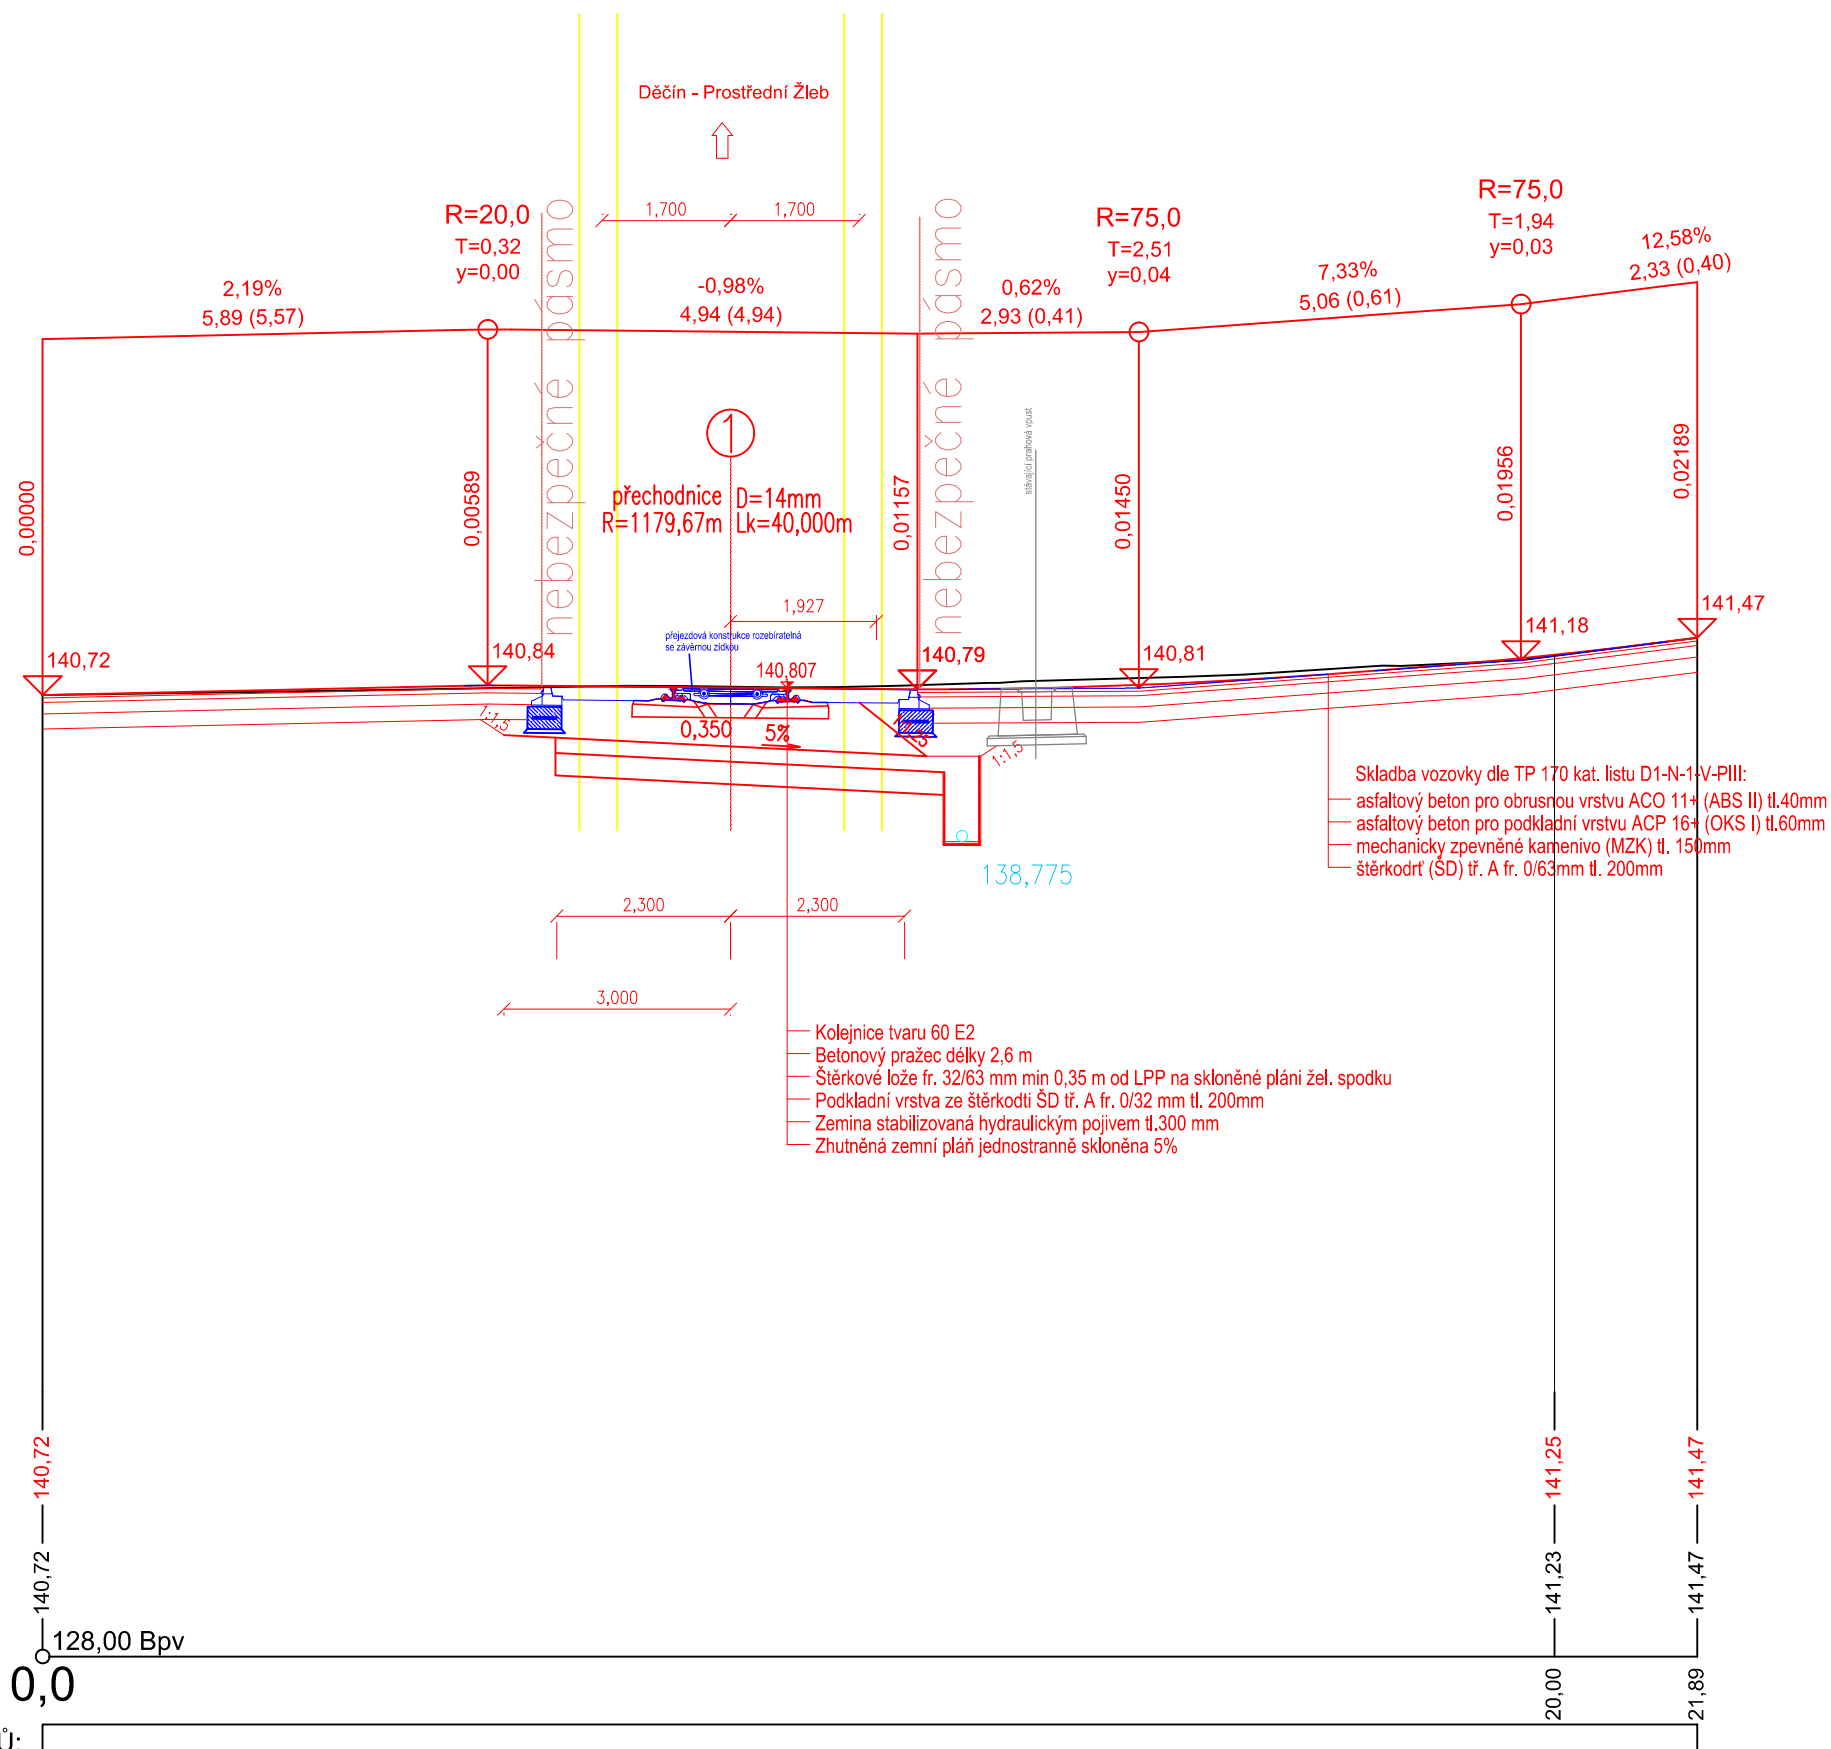 Děčín - Prostřední Žleb
1,700
1,700
R=20,0
T=0,32
y=0,00
R=75,0
T=2,51
y=0,04
R=75,0
T=1,94
y=0,03
2,19%
5,89 (5,57)
-0,98%
4,94 (4,94)
0,62%
2,93 (0,41)
7,33%
5,06 (0,61)
12,58%
2,33 (0,40)
nebezpečné pásmo
nebezpečné pásmo
1
přechodnice D=14mm
R=1179,67m Lk=40,000m
0,000000
0,00589
0,01157
0,01450
0,01956
0,02189
stávající prahová vpust
1,927
přejezdová konstrukce rozebíratelná
se závěrnou zídkou
140,72
140,84
140,807
140,79
140,81
141,18
141,47
1:1,5
0,350
5%
1:1,5
138,775
Skladba vozovky dle TP 170 kat. listu D1-N-1-V-PIII:
asfaltový beton pro obrusnou vrstvu ACO 11+ (ABS II) tl.40mm
asfaltový beton pro podkladní vrstvu ACP 16+ (OKS I) tl.60mm
mechanicky zpevněné kamenivo (MZK) tl. 150mm
štěrkodrť (ŠD) tř. A fr. 0/63mm tl. 200mm
2,300
2,300
3,000
Kolejnice tvaru 60 E2
Betonový pražec délky 2,6 m
Štěrkové lože fr. 32/63 mm min 0,35 m od LPP na skloněné pláni žel. spodku
Podkladní vrstva ze štěrkodti ŠD tř. A fr. 0/32 mm tl. 200mm
Zemina stabilizovaná hydraulickým pojivem tl.300 mm
Zhutněná zemní pláň jednostranně skloněna 5%
140,72
141,25
141,47
140,72
141,23
141,47
128,00 Bpv
0,0
20,00
21,89